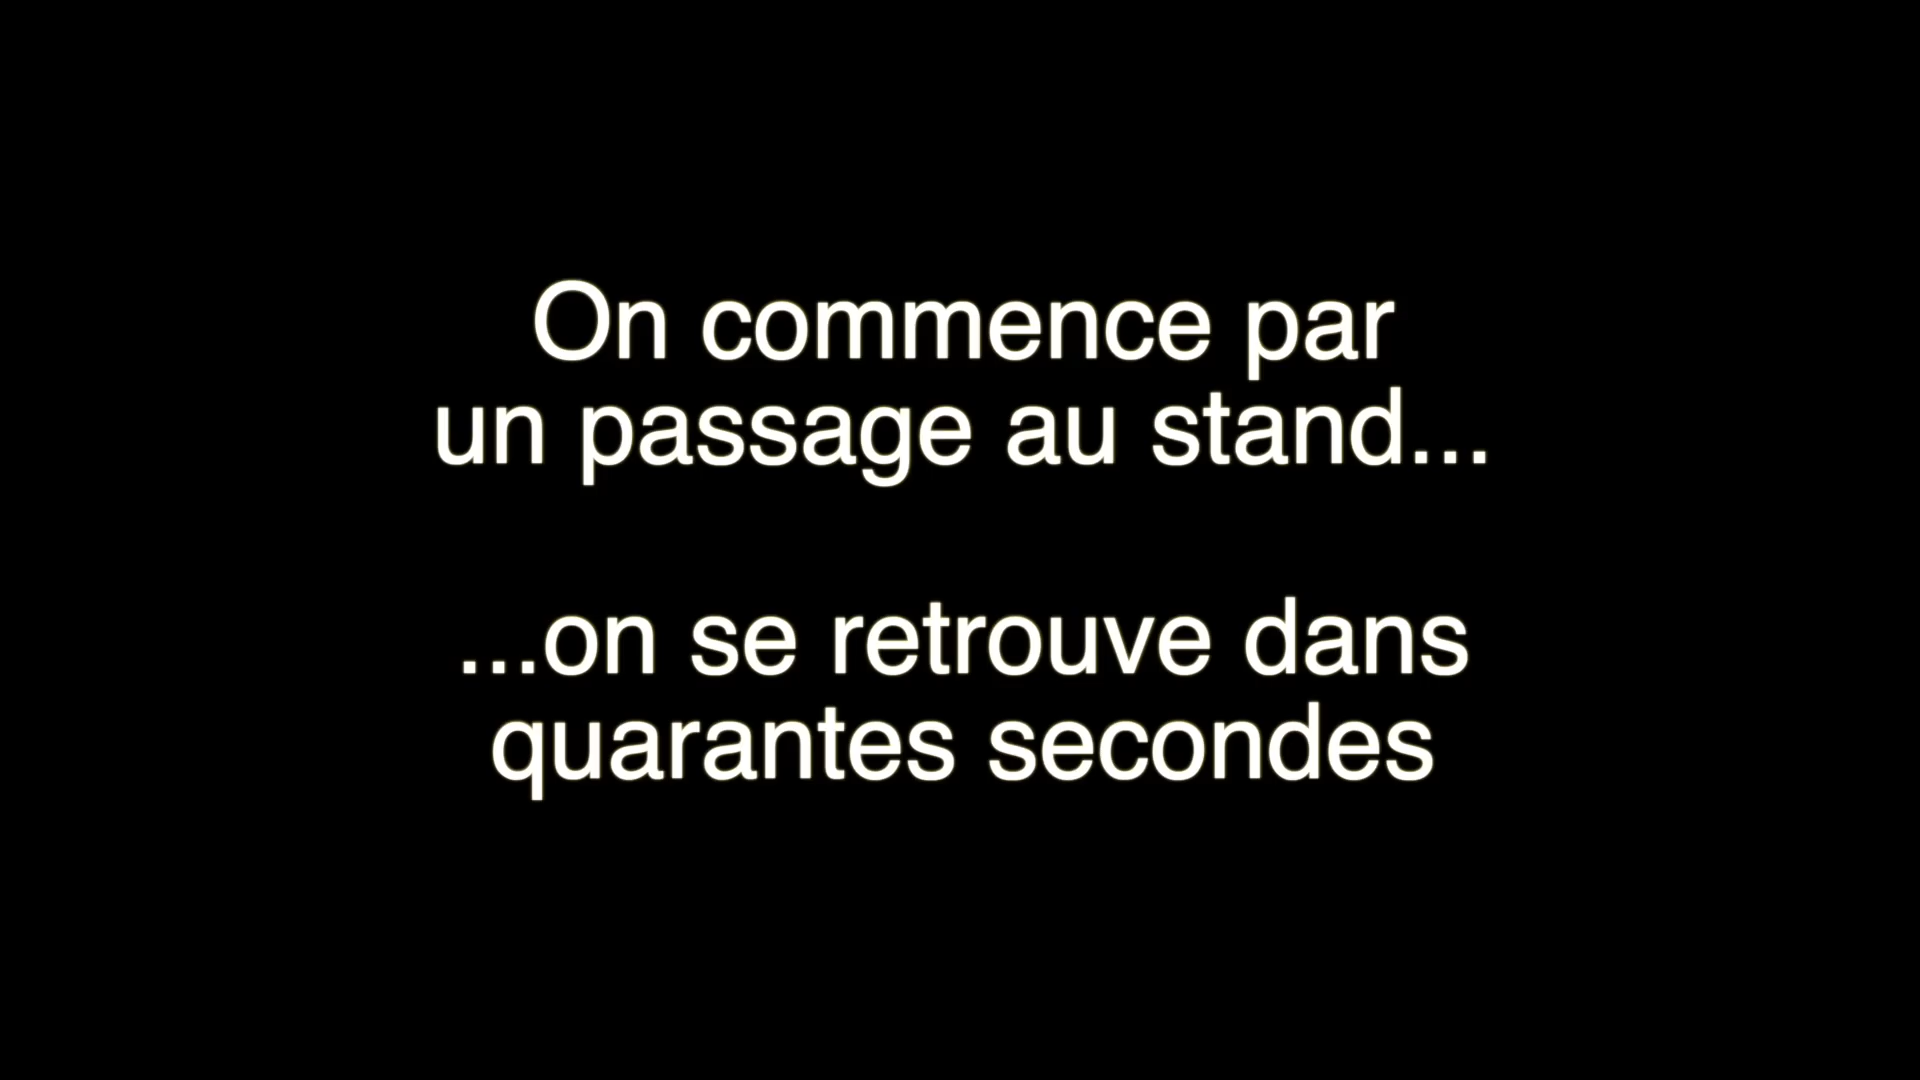 On commence par
un passage au stand...
...on se retrouve dans
quarantes secondes